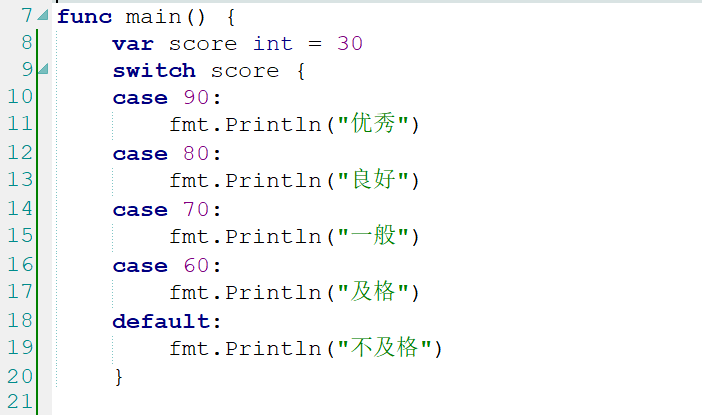 7 func main() {
8 var score int = 30
9 switch score {
10 case 90:
11 fmt.Println("优秀")
12 case 80:
13 fmt.Println("良好")
14 case 70:
15 fmt.Println("一般")
16 case 60:
17 fmt.Println("及格")
18 default:
19 fmt.Println("不及格")
20 }
21